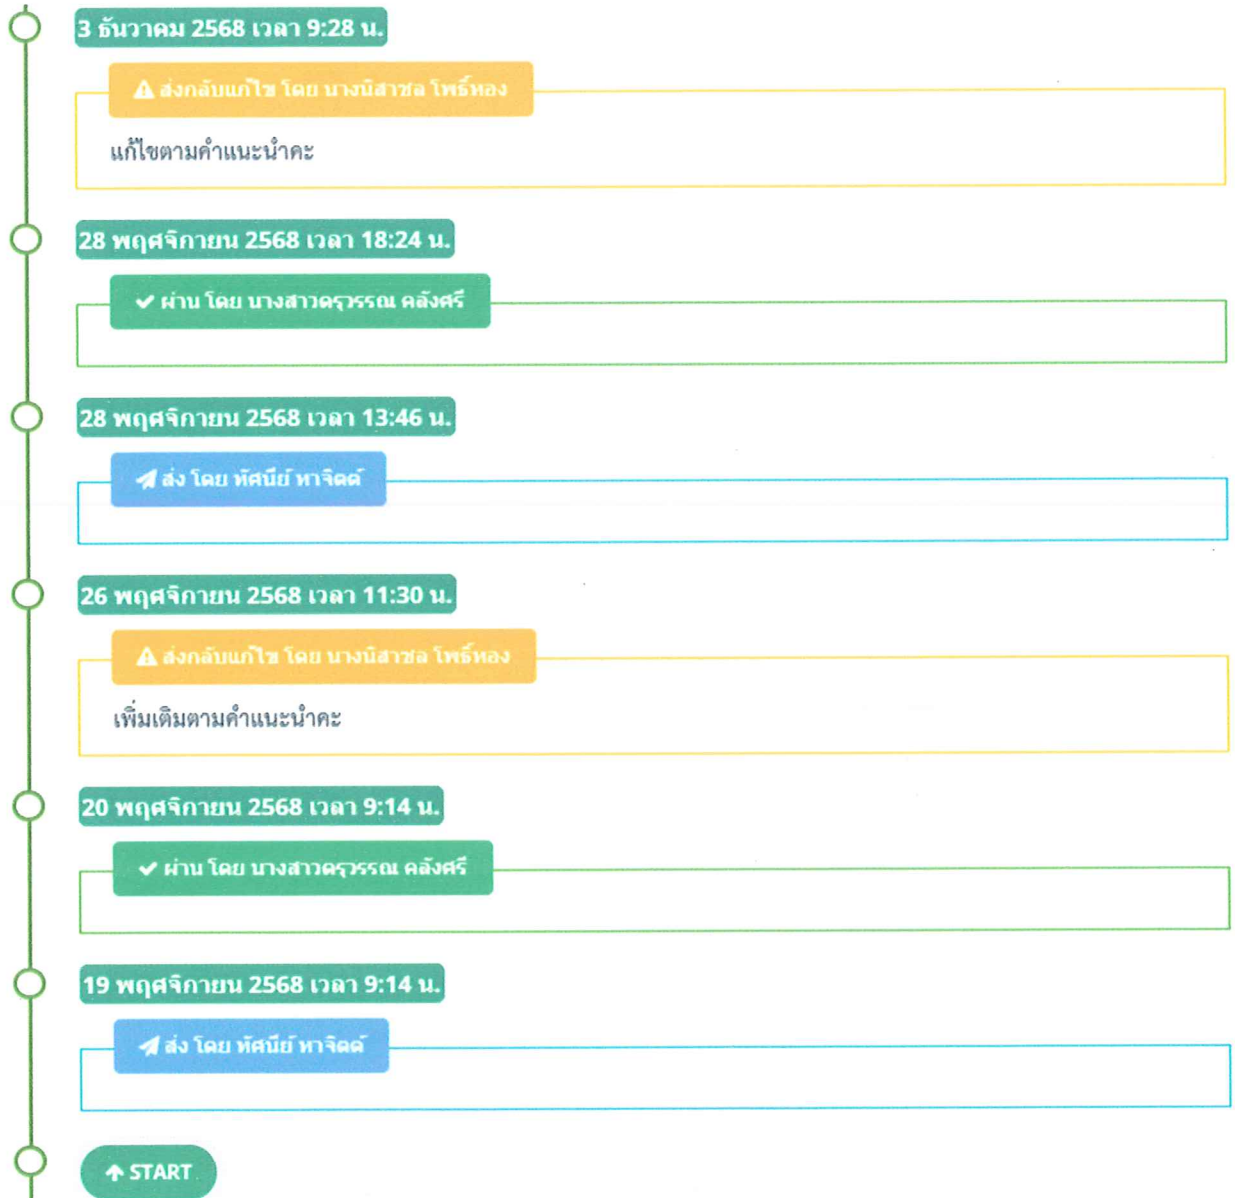 3 ธันวาคม 2568 เวลา 9:28 น.
ส่งกลับแก้ไข โดย นางนิสาชล โพธิ์ทอง
แก้ไขตามคำแนะนำคะ
28 พฤศจิกายน 2568 เวลา 18:24 น.
ผ่าน โดย นางสาวดรุวรรณ คลังศรี
28 พฤศจิกายน 2568 เวลา 13:46 น.
ส่ง โดย ทัศนีย์ หาจิตต์
26 พฤศจิกายน 2568 เวลา 11:30 น.
ส่งกลับแก้ไข โดย นางนิสาชล โพธิ์ทอง
เพิ่มเติมตามคำแนะนำคะ
20 พฤศจิกายน 2568 เวลา 9:14 น.
ผ่าน โดย นางสาวดรุวรรณ คลังศรี
19 พฤศจิกายน 2568 เวลา 9:14 น.
ส่ง โดย ทัศนีย์ หาจิตต์
START